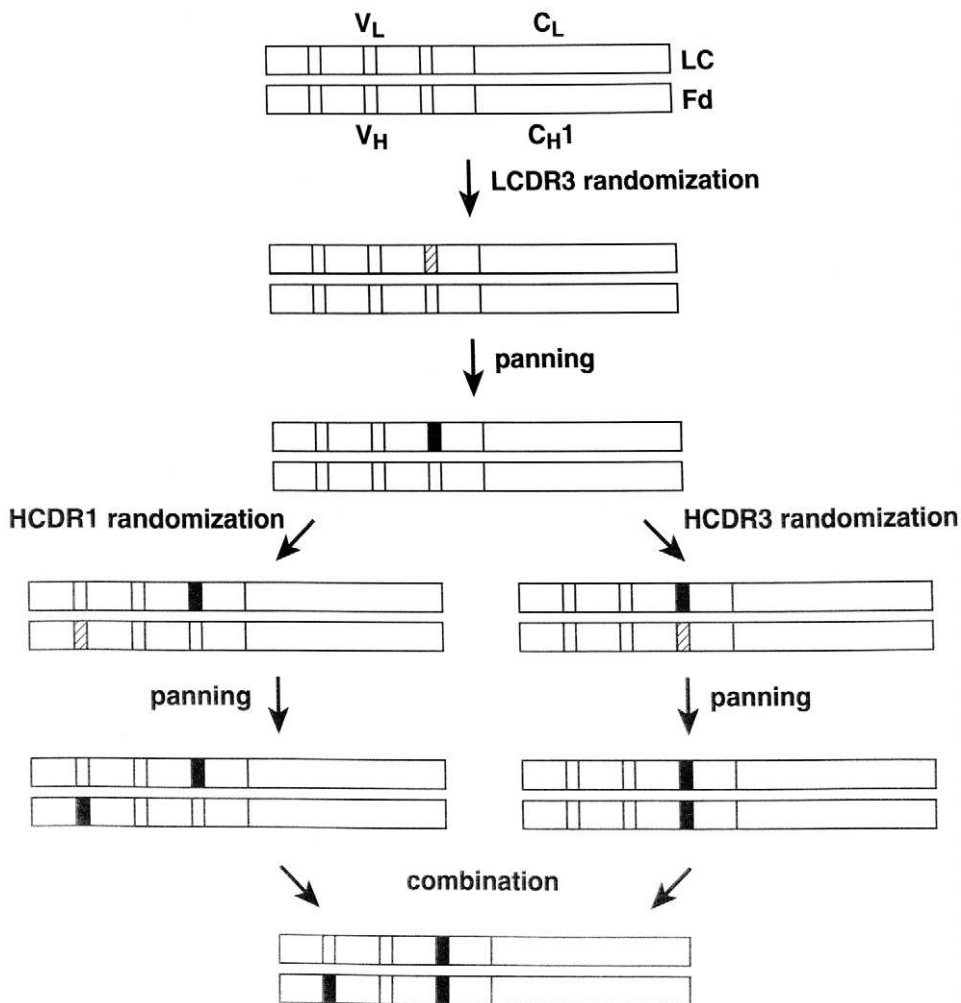 V_L C_L
LC
Fd
V_H C_H1
LCDR3 randomization
panning
HCDR1 randomization HCDR3 randomization
panning panning
combination